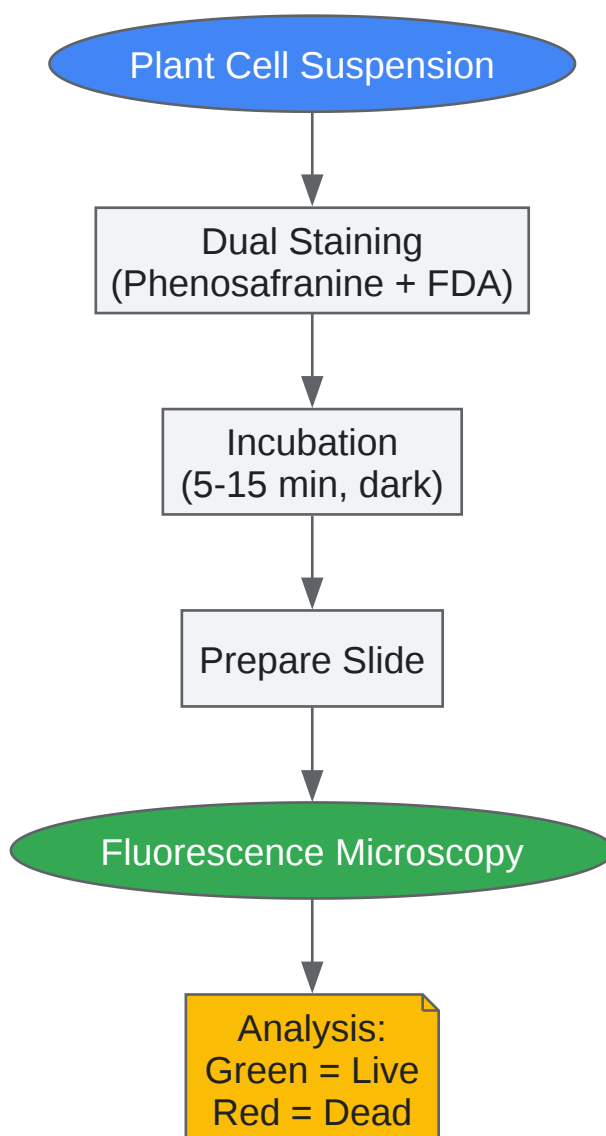 Plant Cell Suspension
Dual Staining
(Phenosafranine + FDA)
Incubation
(5-15 min, dark)
Prepare Slide
Fluorescence Microscopy
Analysis:
Green = Live
Red = Dead